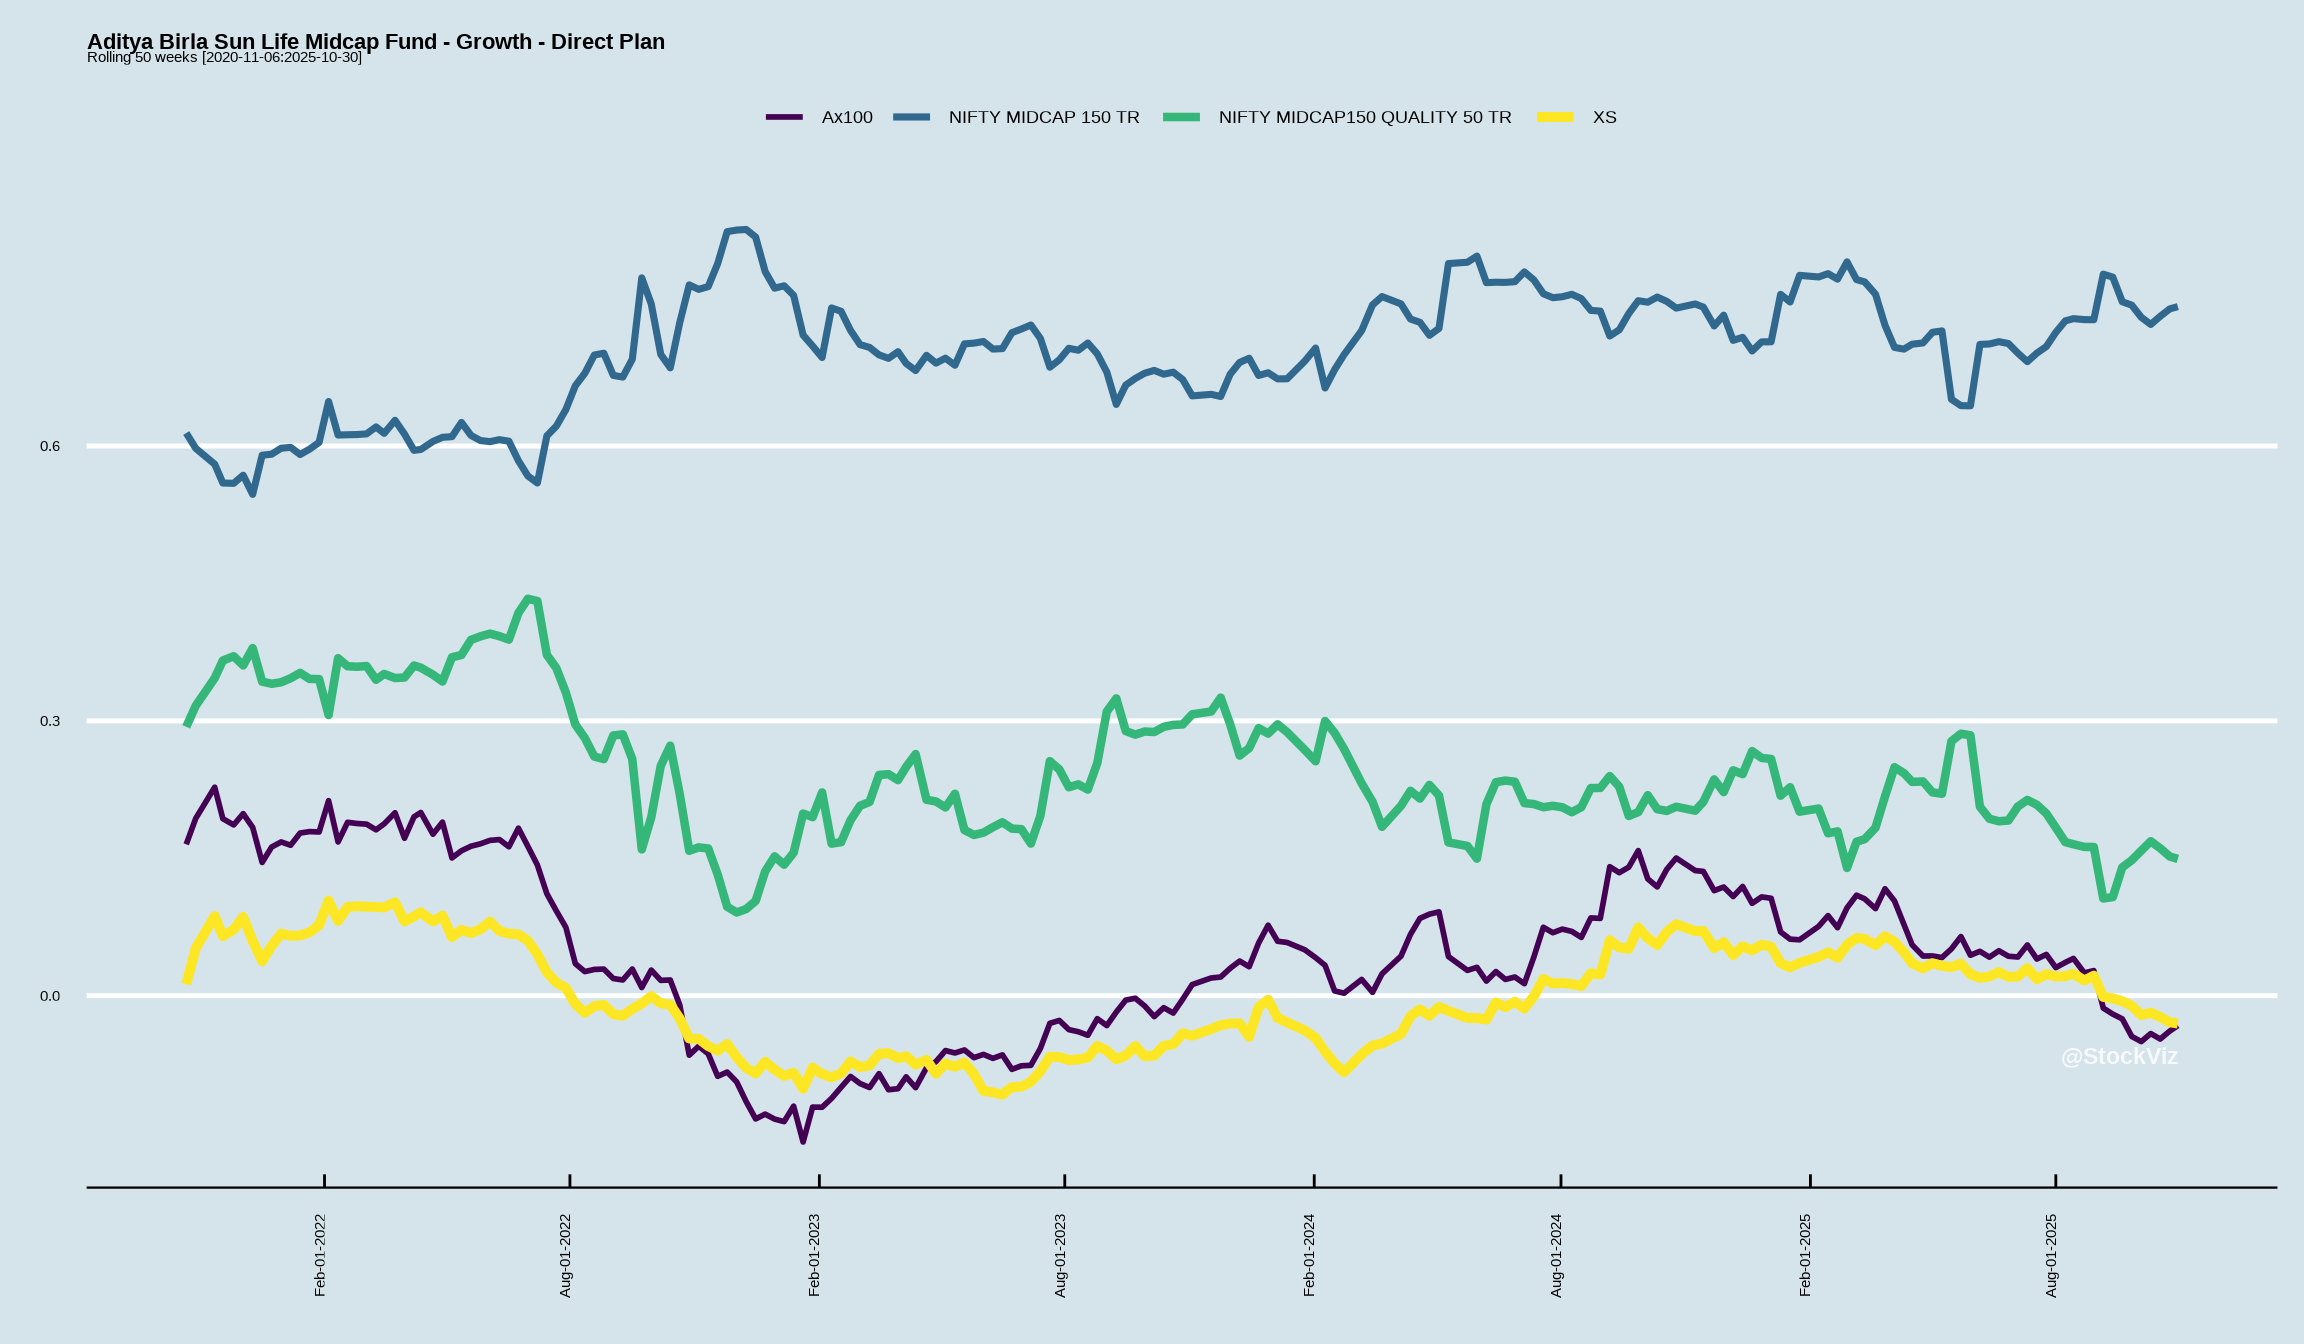 Aditya Birla Sun Life Midcap Fund - Growth - Direct Plan
Rolling 50 weeks [2020-11-06:2025-10-30]
Ax100 NIFTY MIDCAP 150 TR NIFTY MIDCAP150 QUALITY 50 TR XS
0.6
0.3
0.0
@StockViz
Feb-01-2022
Aug-01-2022
Feb-01-2023
Aug-01-2023
Feb-01-2024
Aug-01-2024
Feb-01-2025
Aug-01-2025